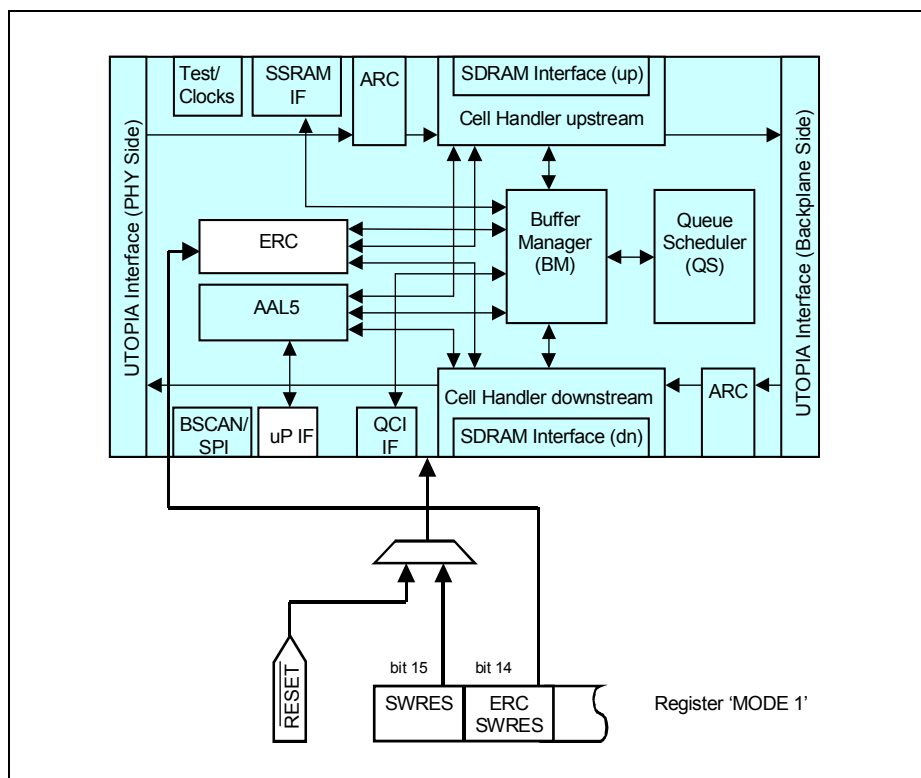 UTOPIA Interface (PHY Side)
Test/
Clocks
SSRAM
IF
ARC
SDRAM Interface (up)
Cell Handler upstream
UTOPIA Interface (Backplane Side)
ERC
Buffer
Manager
(BM)
Queue
Scheduler
(QS)
AAL5
BSCAN/
SPI
uP IF
QCI
IF
Cell Handler downstream
SDRAM Interface (dn)
ARC
RESET
bit 15
bit 14
SWRES
ERC
SWRES
Register 'MODE 1'